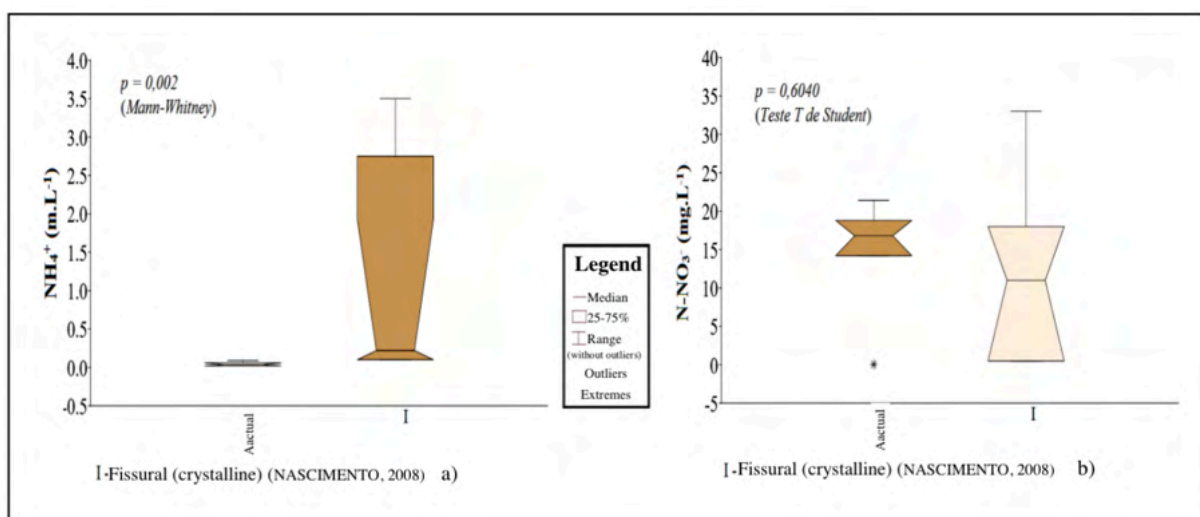 4.0
3.5
3.0
2.5
2.0
1.5
1.0
0.5
0.0
-0.5
NH₄⁺ (m.L⁻¹)
p = 0,002
(Mann-Whitney)
Aactual
I
I-Fissural (crystalline) (NASCIMENTO, 2008) a)
Legend
Median
25-75%
Range
(without outliers)
Outliers
Extremes
40
35
30
25
20
15
10
5
0
-5
N-NO₃⁻ (mg.L⁻¹)
p = 0,6040
(Teste T de Student)
Aactual
I
I-Fissural (crystalline) (NASCIMENTO, 2008) b)